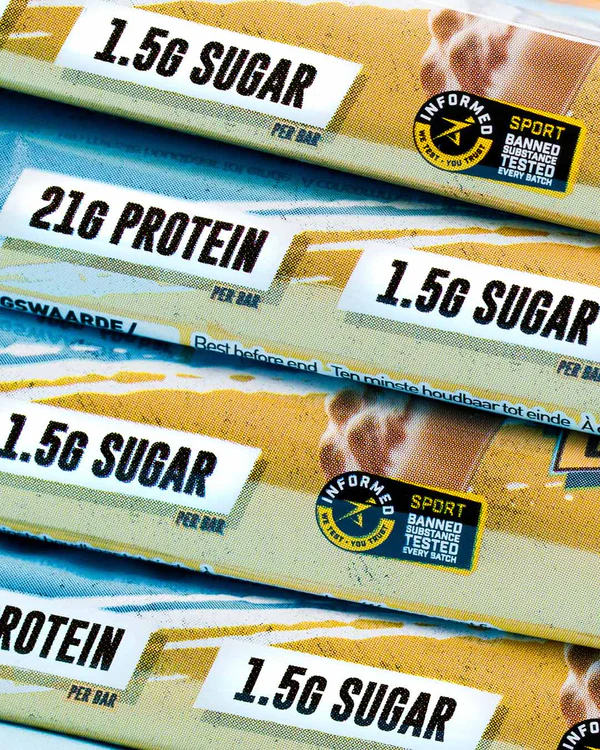 1.5G SUGAR
PER BAR
INFORMED
WE TEST · YOU TRUST
SPORT
BANNED
SUBSTANCE
TESTED
EVERY BATCH
21G PROTEIN
PER BAR
1.5G SUGAR
PER BA
GSWAARDE/
Best before end Ten minste houdbaar tot einde À
1.5G SUGAR
PER BAR
INFORMED
WE TEST · YOU TRUST
SPORT
BANNED
SUBSTANCE
TESTED
EVERY BATCH
ROTEIN
PER BAR
1.5G SUGAR
INFO